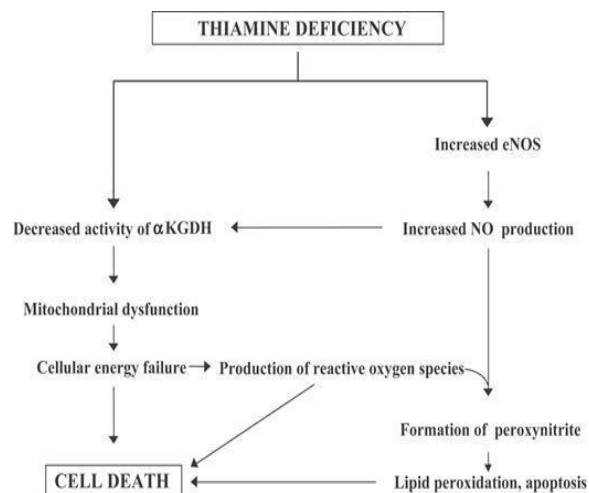 THIAMINE DEFICIENCY
Increased eNOS
Decreased activity of αKGDH
Increased NO production
Mitochondrial dysfunction
Cellular energy failure
Production of reactive oxygen species
Formation of peroxynitrite
CELL DEATH
Lipid peroxidation, apoptosis